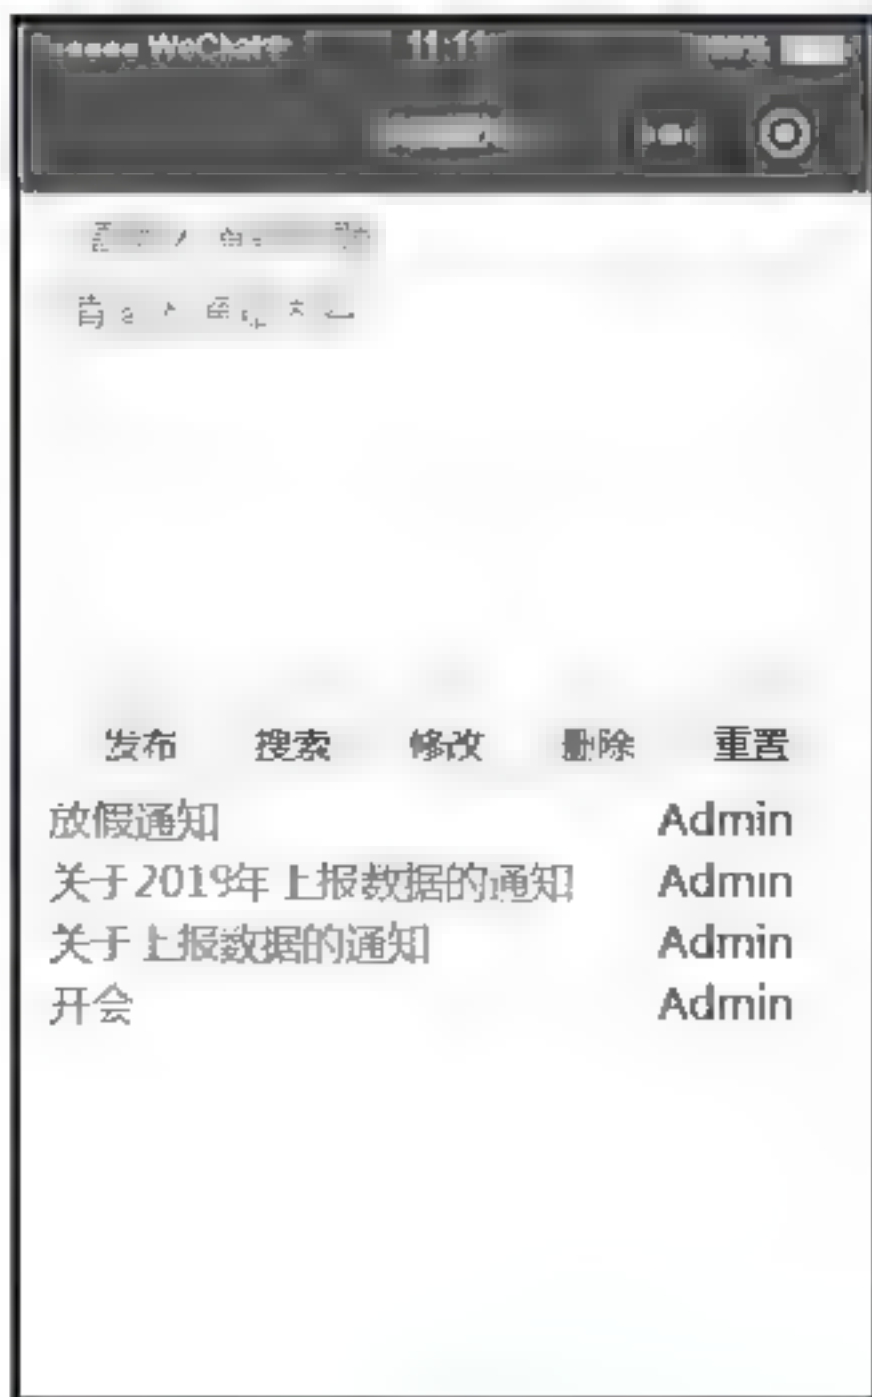 WeChat 11:11
发布 搜索 修改 删除 重置
放假通知 Admin
关于2019年上报数据的通知 Admin
关于上报数据的通知 Admin
开会 Admin